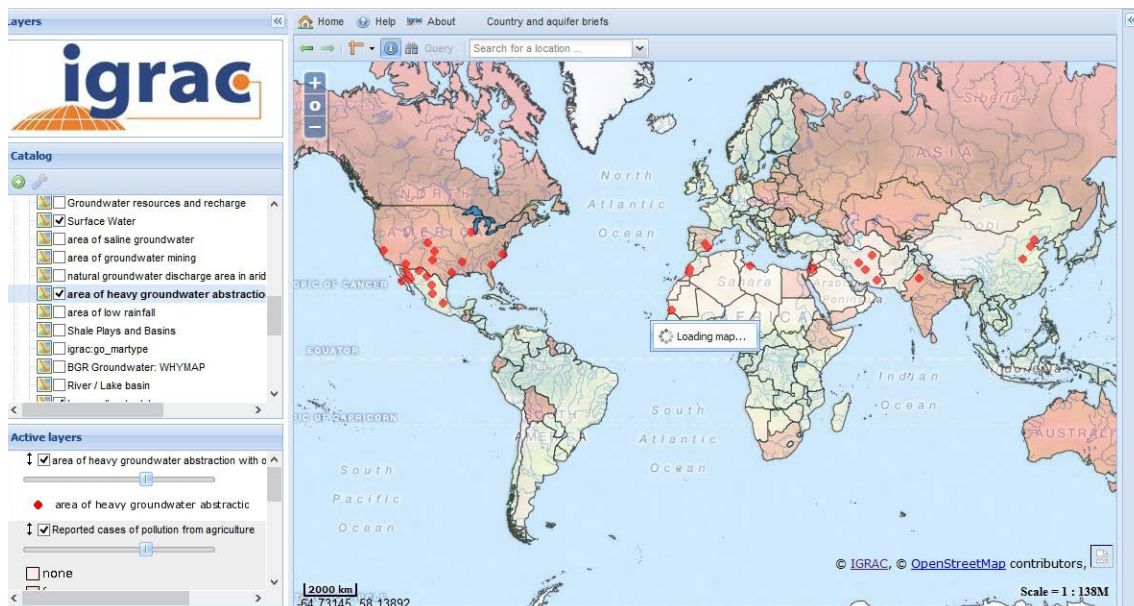 Layers
Home
Help
igrac About
Country and aquifer briefs
Query
Search for a location ...
igrac
Catalog
Groundwater resources and recharge
Surface Water
area of saline groundwater
area of groundwater mining
natural groundwater discharge area in arid
area of heavy groundwater abstractio
area of low rainfall
Shale Plays and Basins
igrac:go_martype
BGR Groundwater: WHYMAP
River / Lake basin
Active layers
area of heavy groundwater abstraction with o
area of heavy groundwater abstractic
Reported cases of pollution from agriculture
none
NORTH
AMERICA
North
Atlantic
Ocean
Siberia
ASIA
Gobi
OPIC OF CANCER
Sahara
Arabian
Peninsula
AFRICA
Loading map...
EQUATOR
Indian
Ocean
Indonesia
PIC OF CAPRICORN
SOUTH
AMERICA
South
Atlantic
Ocean
AUSTRALI
South
Pacific
Ocean
© IGRAC, © OpenStreetMap contributors,
2000 km
-64.73145, 58.13892
Scale = 1 : 138M